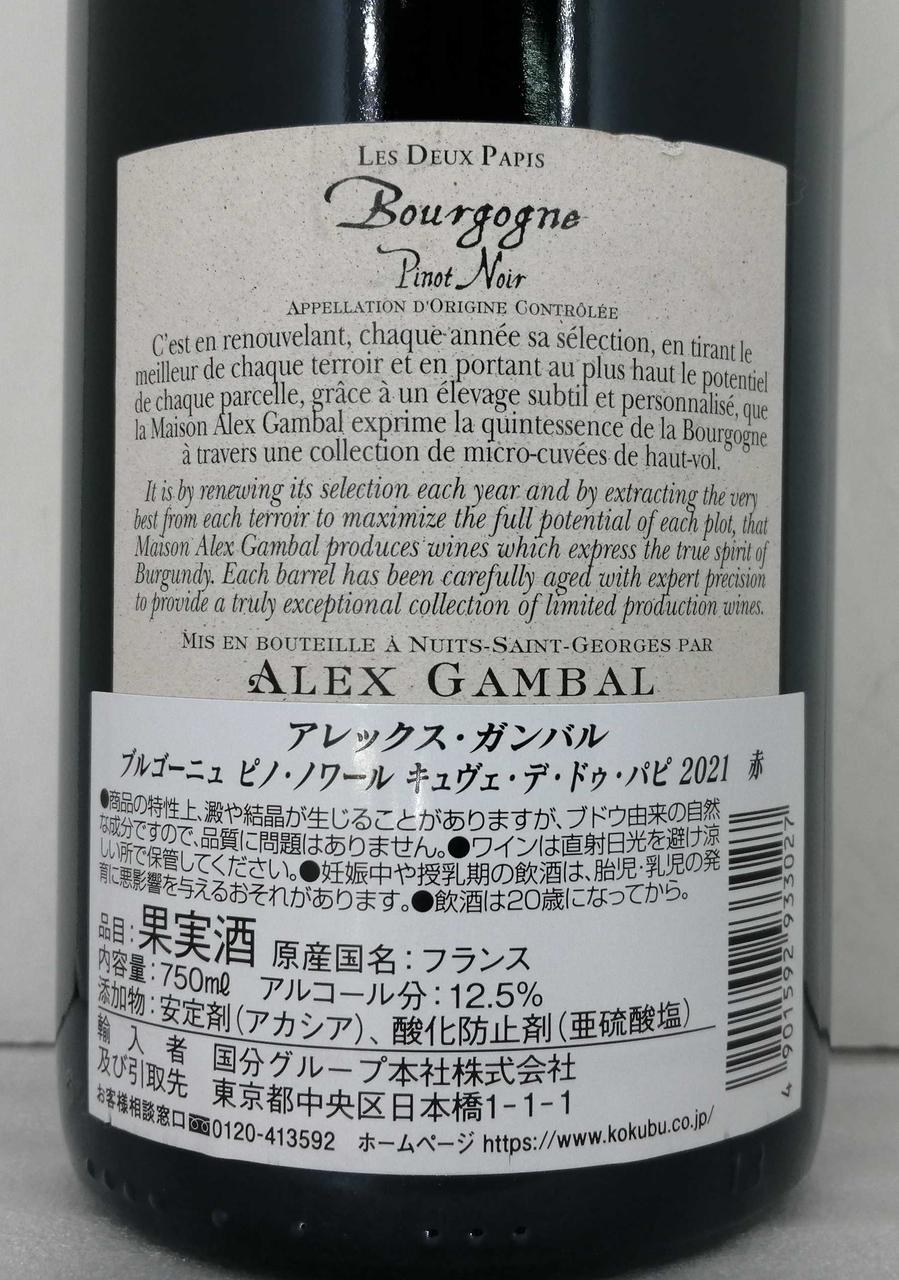 Les Deux Papis
Bourgogne
Pinot Noir
Appellation d'Origine Contrôlée
C'est en renouvelant, chaque année sa sélection, en tirant le
meilleur de chaque terroir et en portant au plus haut le potentiel
de chaque parcelle, grâce à un élevage subtil et personnalisé, que
la Maison Alex Gambal exprime la quintessence de la Bourgogne
à travers une collection de micro-cuvées de haut-vol.
It is by renewing its selection each year and by extracting the very
best from each terroir to maximize the full potential of each plot, that
Maison Alex Gambal produces wines which express the true spirit of
Burgundy. Each barrel has been carefully aged with expert precision
to provide a truly exceptional collection of limited production wines.
Mis en bouteille à Nuits-Saint-Georges par
Alex Gambal
アレックス・ガンバル
ブルゴーニュ ピノ・ノワール キュヴェ・デ・ドゥ・パピ 2021 赤
●商品の特性上、澱や結晶が生じることがありますが、ブドウ由来の自然
な成分ですので、品質に問題はありません。●ワインは直射日光を避け涼
しい所で保管してください。●妊娠中や授乳期の飲酒は、胎児・乳児の発
育に悪影響を与えるおそれがあります。●飲酒は20歳になってから。
品目:果実酒 原産国名:フランス
内容量:750mℓ アルコール分:12.5%
添加物:安定剤(アカシア)、酸化防止剤(亜硫酸塩)
輸入者 国分グループ本社株式会社
及び引取先 東京都中央区日本橋1-1-1
お客様相談窓口 0120-413592 ホームページ https://www.kokubu.co.jp/
4 901592 933027